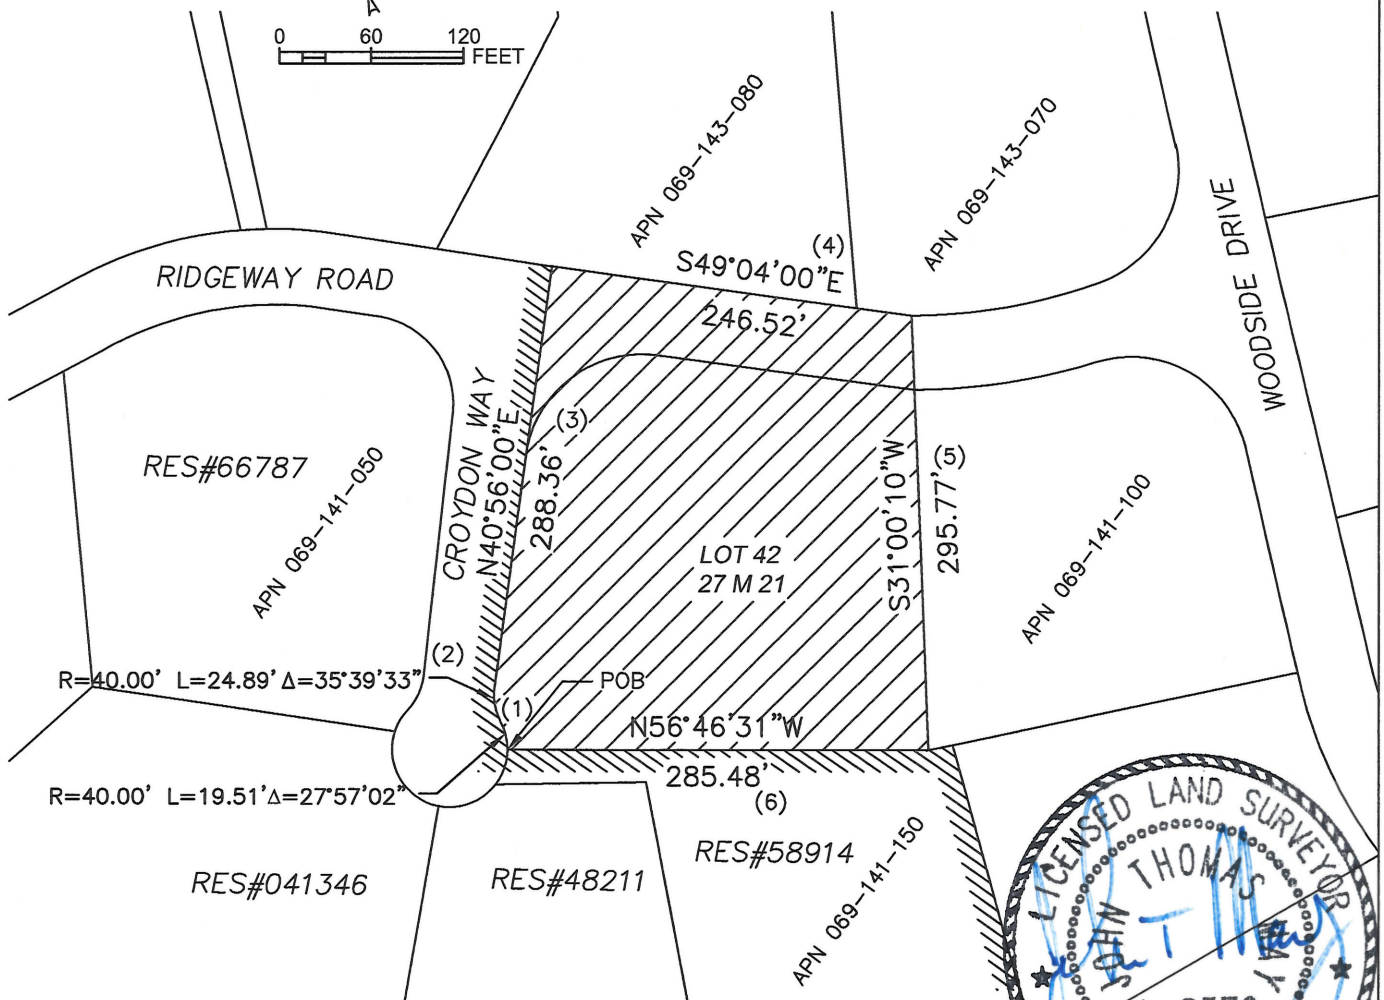 0 60 120
FEET
APN 069-143-080
APN 069-143-070
WOODSIDE DRIVE
RIDGEWAY ROAD
(4)
S49°04'00"E
246.52'
CROYDON WAY
N40°56'00"E
288.36'
(3)
RES#66787
APN 069-141-050
LOT 42
27 M 21
S31°00'10"W
295.77'
(5)
APN 069-141-100
(2)
R=40.00' L=24.89' Δ=35°39'33"
POB
(1)
N56°46'31"W
285.48'
(6)
R=40.00' L=19.51' Δ=27°57'02"
RES#041346
RES#48211
RES#58914
APN 069-141-150
LICENSED LAND SURVEYOR
JOHN THOMAS MAY